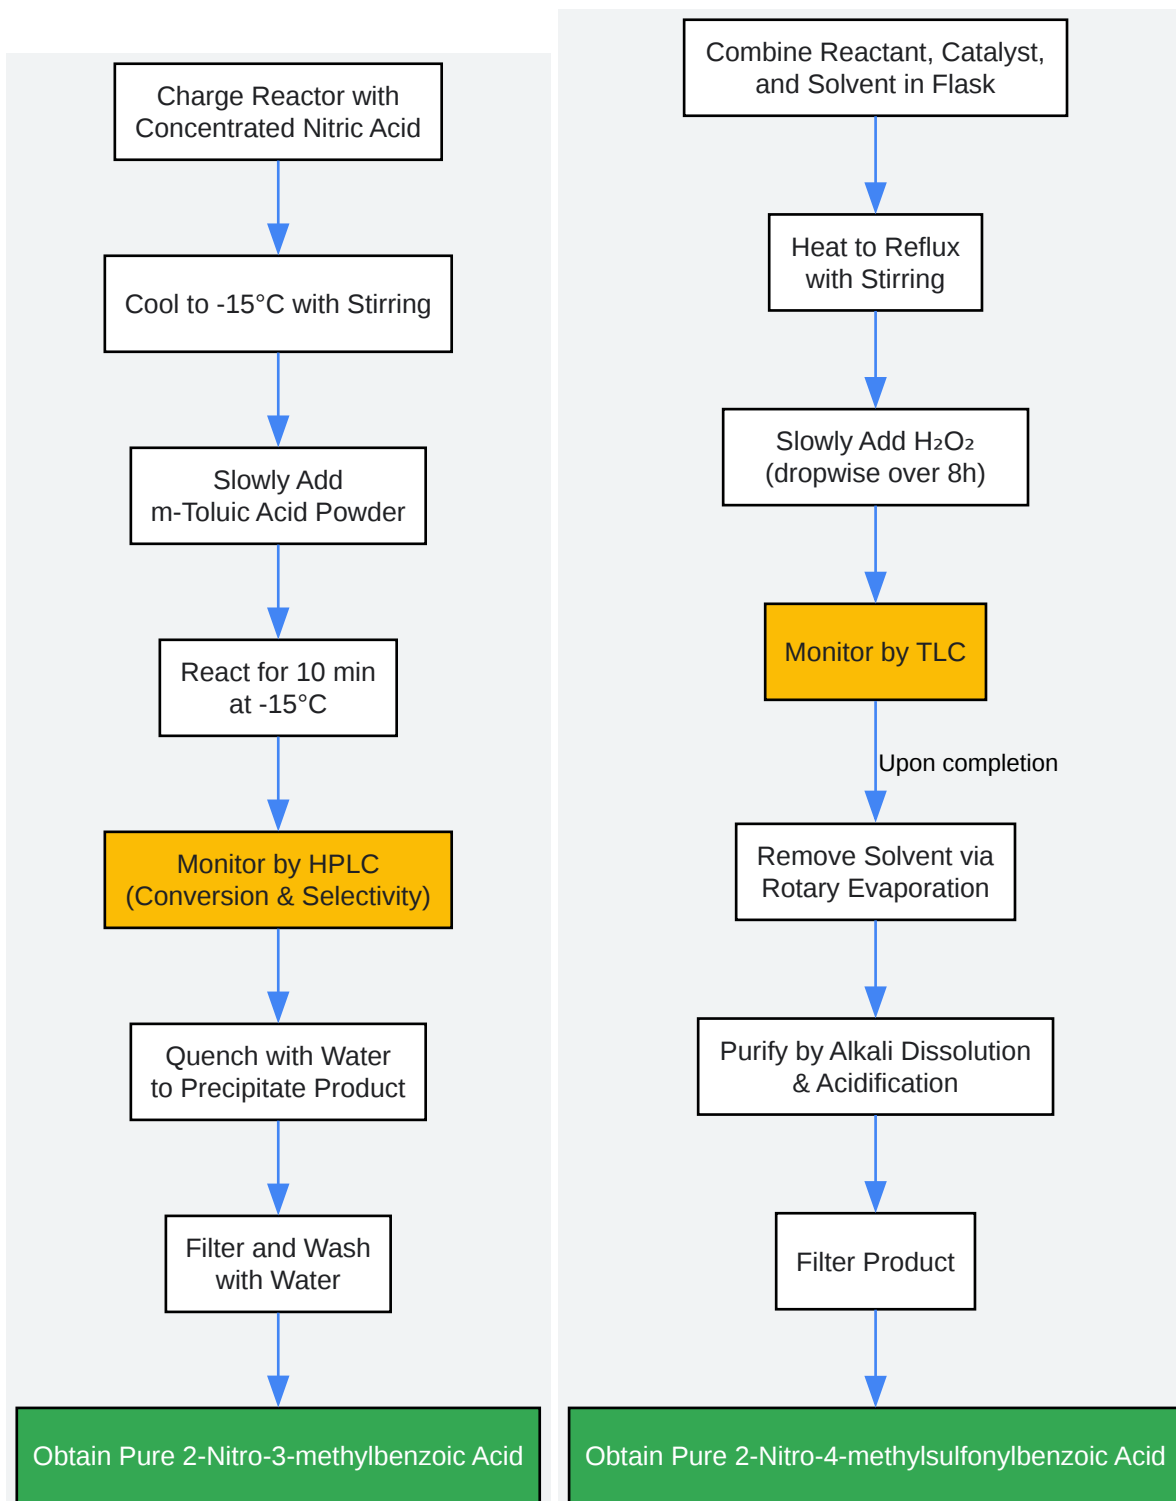 Charge Reactor with
Concentrated Nitric Acid
Cool to -15°C with Stirring
Slowly Add
m-Toluic Acid Powder
React for 10 min
at -15°C
Monitor by HPLC
(Conversion & Selectivity)
Quench with Water
to Precipitate Product
Filter and Wash
with Water
Obtain Pure 2-Nitro-3-methylbenzoic Acid
Combine Reactant, Catalyst,
and Solvent in Flask
Heat to Reflux
with Stirring
Slowly Add H₂O₂
(dropwise over 8h)
Monitor by TLC
Upon completion
Remove Solvent via
Rotary Evaporation
Purify by Alkali Dissolution
& Acidification
Filter Product
Obtain Pure 2-Nitro-4-methylsulfonylbenzoic Acid